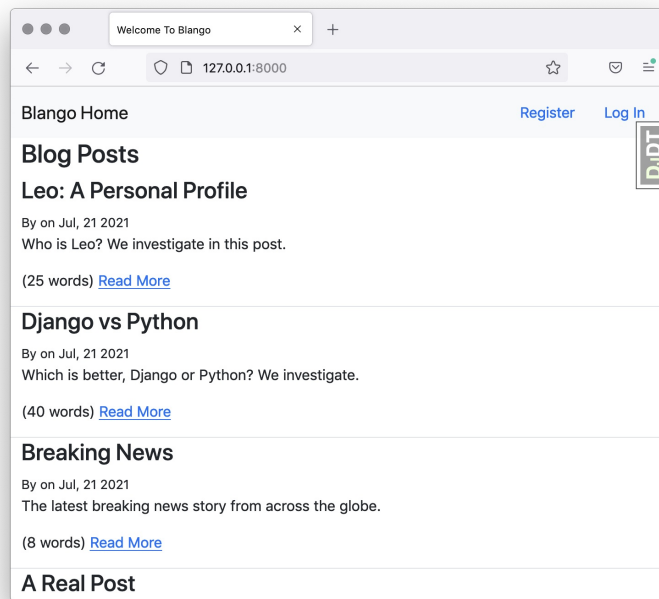 Welcome To Blango
127.0.0.1:8000
Blango Home Register Log In
DjDT
Blog Posts
Leo: A Personal Profile
By on Jul, 21 2021
Who is Leo? We investigate in this post.
(25 words) Read More
Django vs Python
By on Jul, 21 2021
Which is better, Django or Python? We investigate.
(40 words) Read More
Breaking News
By on Jul, 21 2021
The latest breaking news story from across the globe.
(8 words) Read More
A Real Post